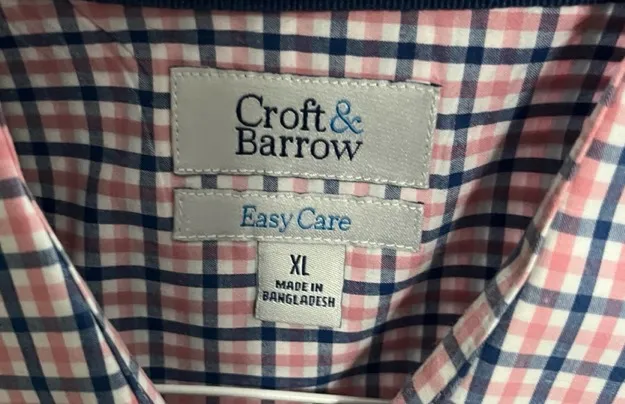 Croft &
Barrow
Easy Care
XL
MADE IN
BANGLADESH